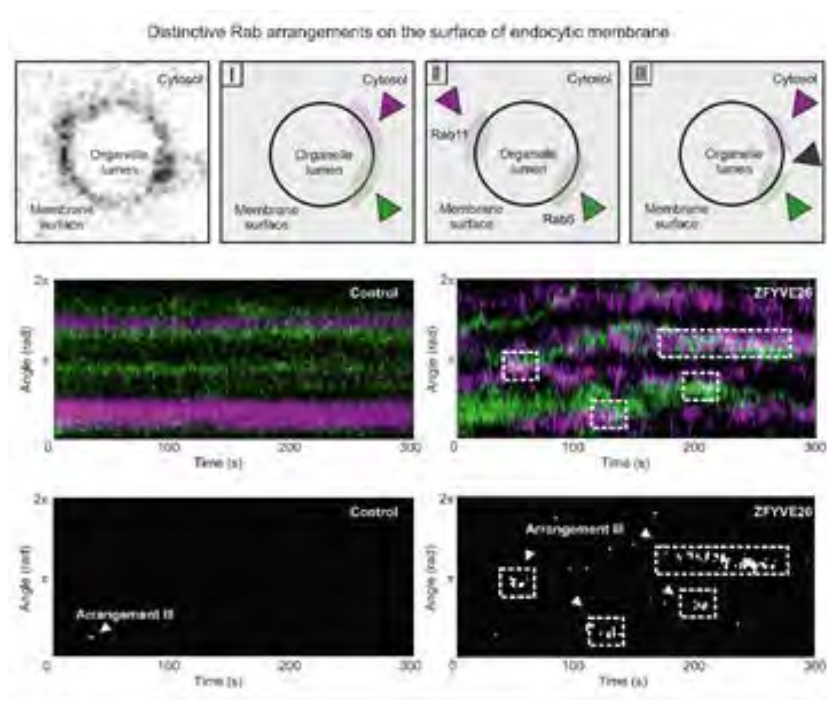 Distinctive Rab arrangements on the surface of endocytic membrane
Cytosol
Organelle
lumen
Membrane
surface
I
Cytosol
Organelle
lumen
Membrane
surface
II
Cytosol
Rab11
Organelle
lumen
Membrane
surface
Rab5
III
Cytosol
Organelle
lumen
Membrane
surface
2π
Control
Angle (rad)
π
0
100
200
300
Time (s)
2π
ZFYVE26
Angle (rad)
π
0
100
200
300
Time (s)
2π
Control
Angle (rad)
π
Arrangement III
0
100
200
300
Time (s)
2π
ZFYVE26
Arrangement III
Angle (rad)
π
0
100
200
300
Time (s)